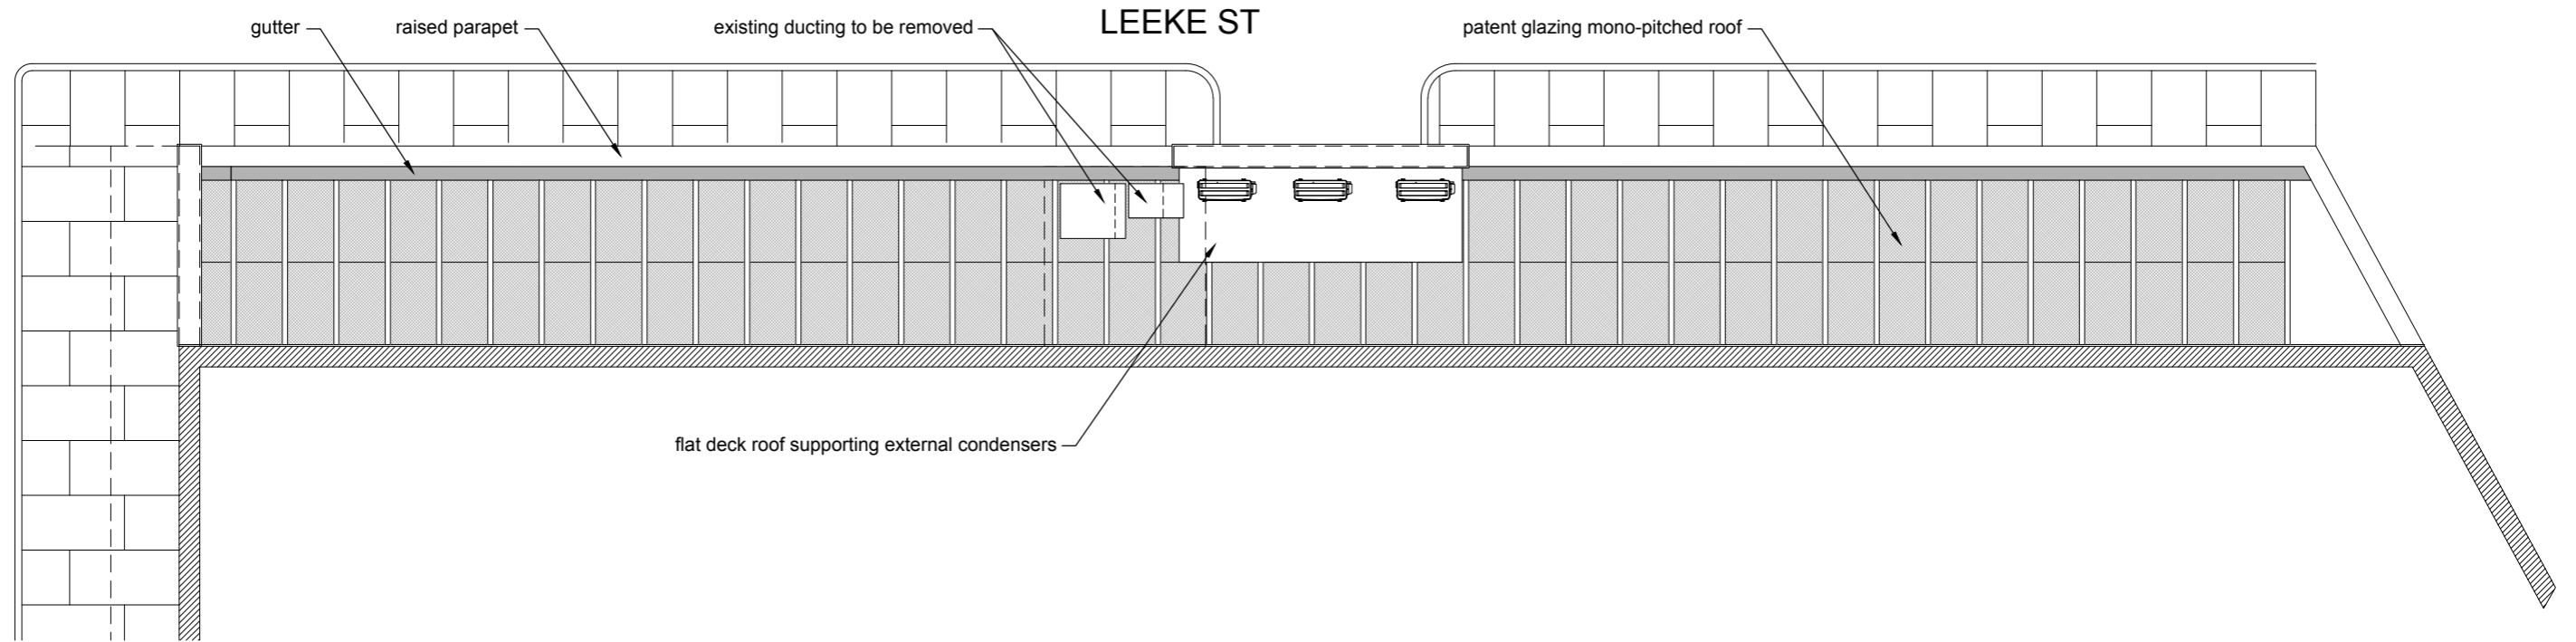 LEEKE ST
gutter
raised parapet
existing ducting to be removed
patent glazing mono-pitched roof
flat deck roof supporting external condensers